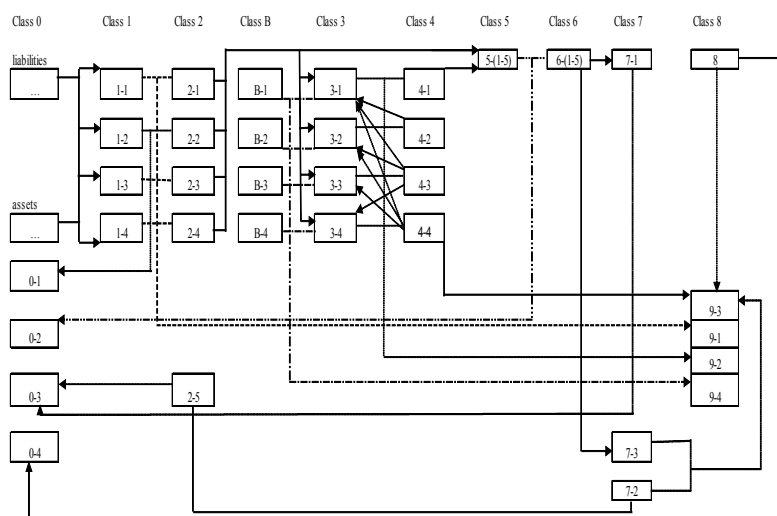 Class 0 Class 1 Class 2 Class B Class 3 Class 4 Class 5 Class 6 Class 7 Class 8
liabilities
5-(1-5) 6-(1-5) 7-1 8
... 1-1 2-1 B-1 3-1 4-1
1-2 2-2 B-2 3-2 4-2
1-3 2-3 B-3 3-3 4-3
assets
... 1-4 2-4 B-4 3-4 4-4
0-1
9-3
0-2 9-1
9-2
0-3 2-5 9-4
0-4 7-3
7-2